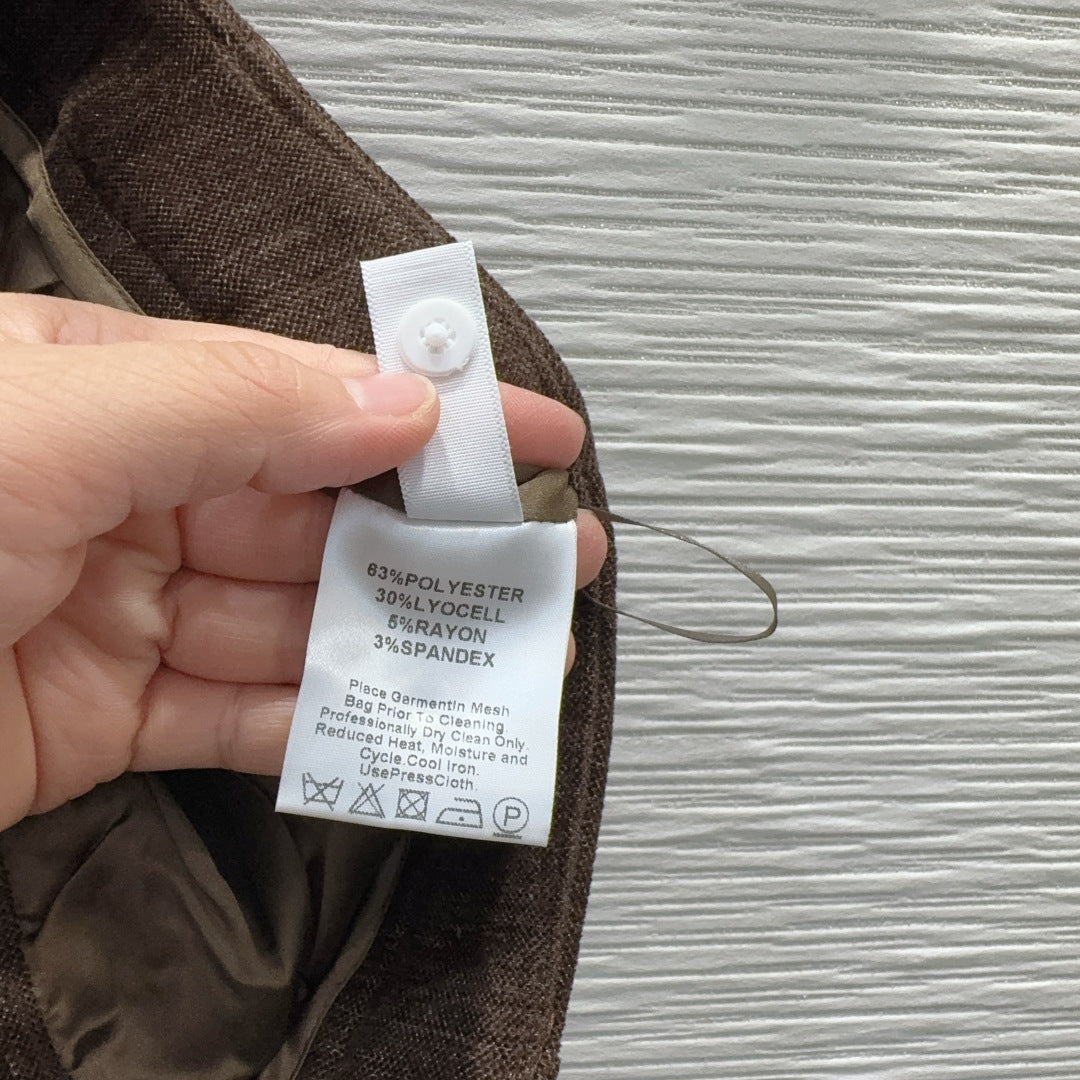 63%POLYESTER
30%LYOCELL
5%RAYON
3%SPANDEX
Place GarmentIn Mesh
Bag Prior To Cleaning
Professionally Dry Clean Only.
Reduced Heat, Moisture and
Cycle.Cool Iron.
UsePressCloth.
P